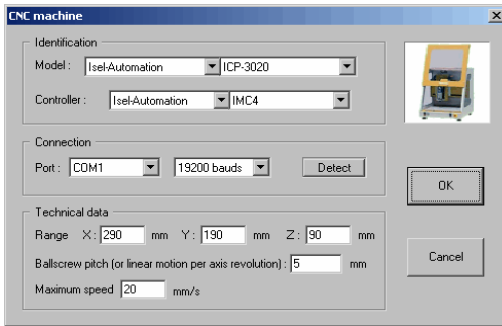 CNC machine
Identification
Model : Isel-Automation ICP-3020
Controller : Isel-Automation IMC4
Connection
Port : COM1 19200 bauds Detect
OK
Technical data
Range X : 290 mm Y : 190 mm Z : 90 mm
Ballscrew pitch (or linear motion per axis revolution) : 5 mm
Cancel
Maximum speed 20 mm/s